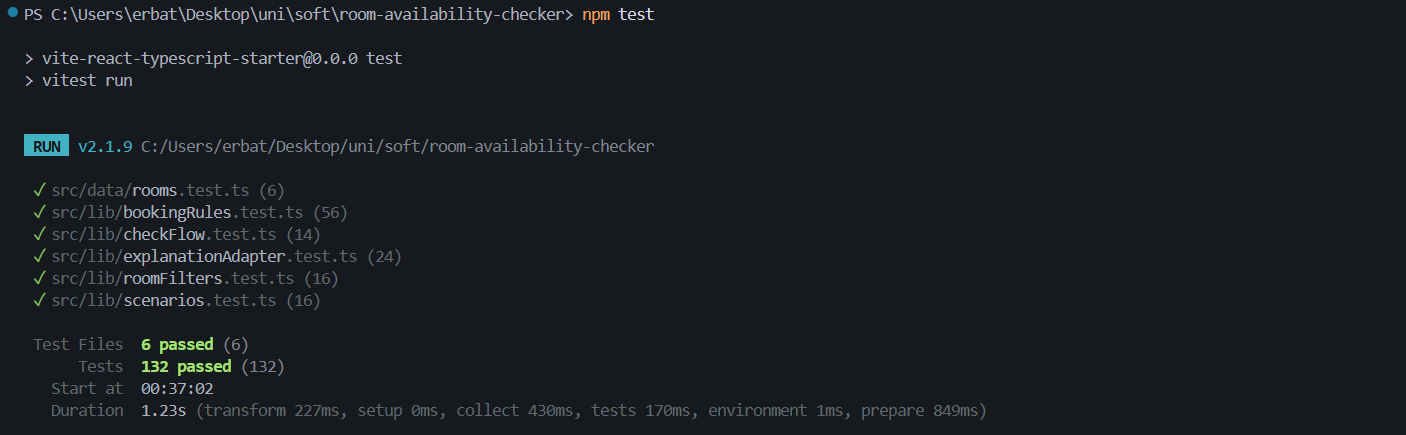 PS C:\Users\erbat\Desktop\uni\soft\room-availability-checker> npm test
> vite-react-typescript-starter@0.0.0 test
> vitest run
RUN v2.1.9 C:/Users/erbat/Desktop/uni/soft/room-availability-checker
✓ src/data/rooms.test.ts (6)
✓ src/lib/bookingRules.test.ts (56)
✓ src/lib/checkFlow.test.ts (14)
✓ src/lib/explanationAdapter.test.ts (24)
✓ src/lib/roomFilters.test.ts (16)
✓ src/lib/scenarios.test.ts (16)
Test Files 6 passed (6)
Tests 132 passed (132)
Start at 00:37:02
Duration 1.23s (transform 227ms, setup 0ms, collect 430ms, tests 170ms, environment 1ms, prepare 849ms)